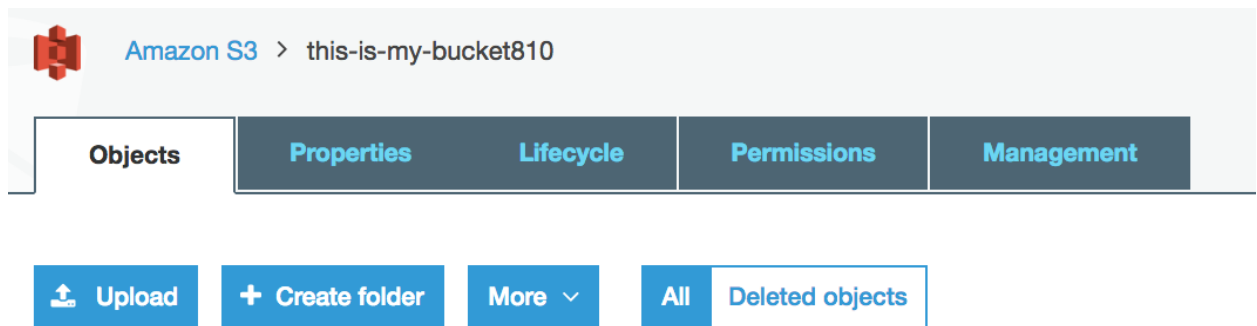 Amazon S3 > this-is-my-bucket810
Objects Properties Lifecycle Permissions Management
Upload + Create folder More All Deleted objects